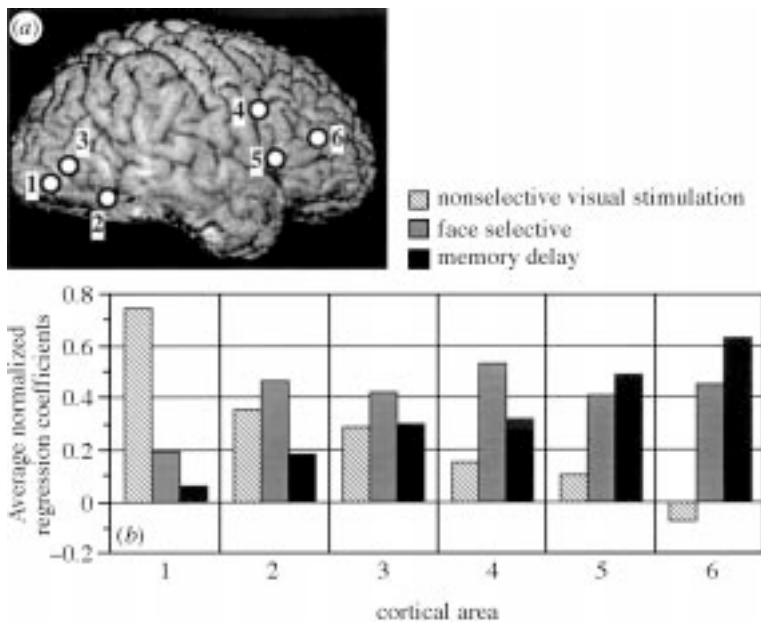 (a)
4
6
3
5
1
2
nonselective visual stimulation
face selective
memory delay
Average normalized
regression coefficients
0.8
0.6
0.4
0.2
0
–0.2
(b)
1 2 3 4 5 6
cortical area